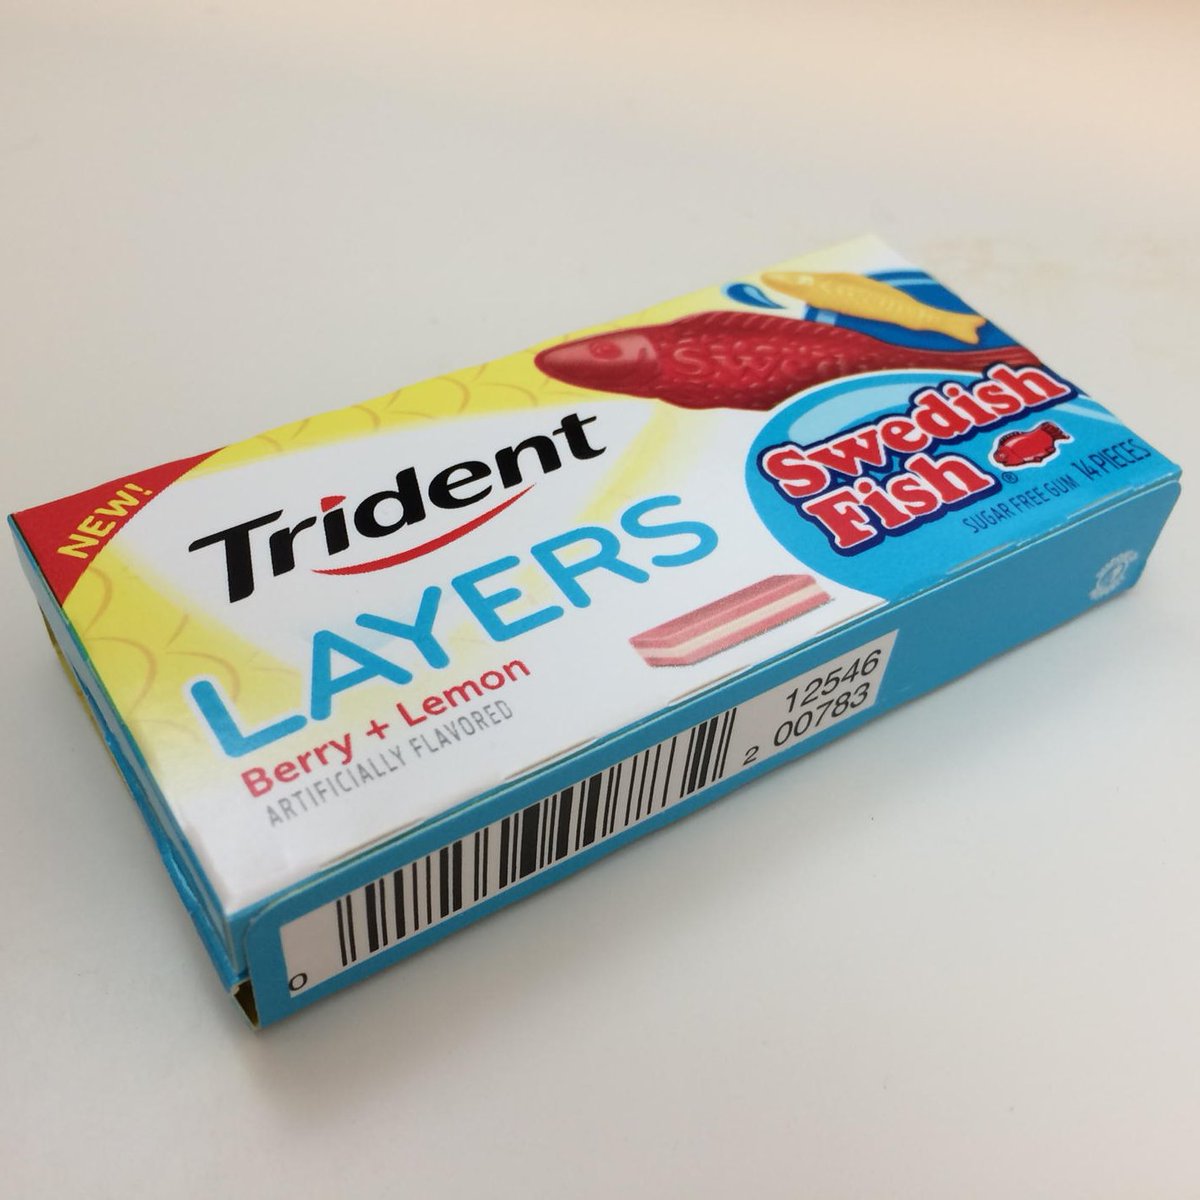 NEW!
Trident
LAYERS
Berry + Lemon
ARTIFICIALLY FLAVORED
Swedish
Fish
®
SUGAR FREE GUM 14 PIECES
0
12546
00783
2